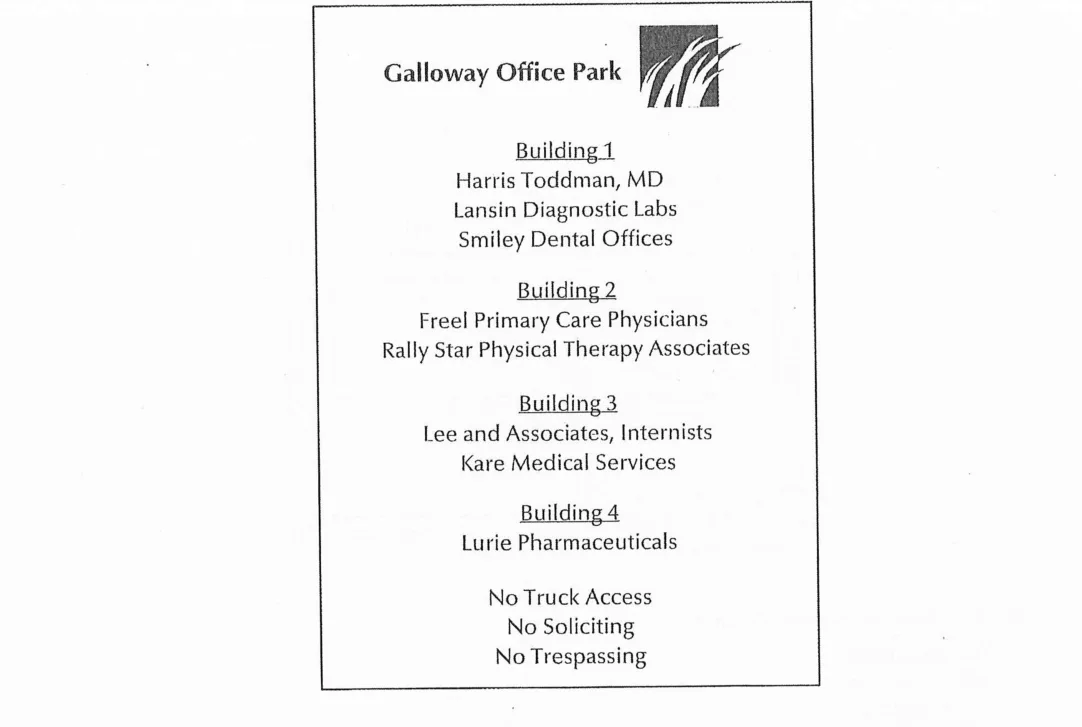 Galloway Office Park
Building 1
Harris Toddman, MD
Lansin Diagnostic Labs
Smiley Dental Offices
Building 2
Freel Primary Care Physicians
Rally Star Physical Therapy Associates
Building 3
Lee and Associates, Internists
Kare Medical Services
Building 4
Lurie Pharmaceuticals
No Truck Access
No Soliciting
No Trespassing